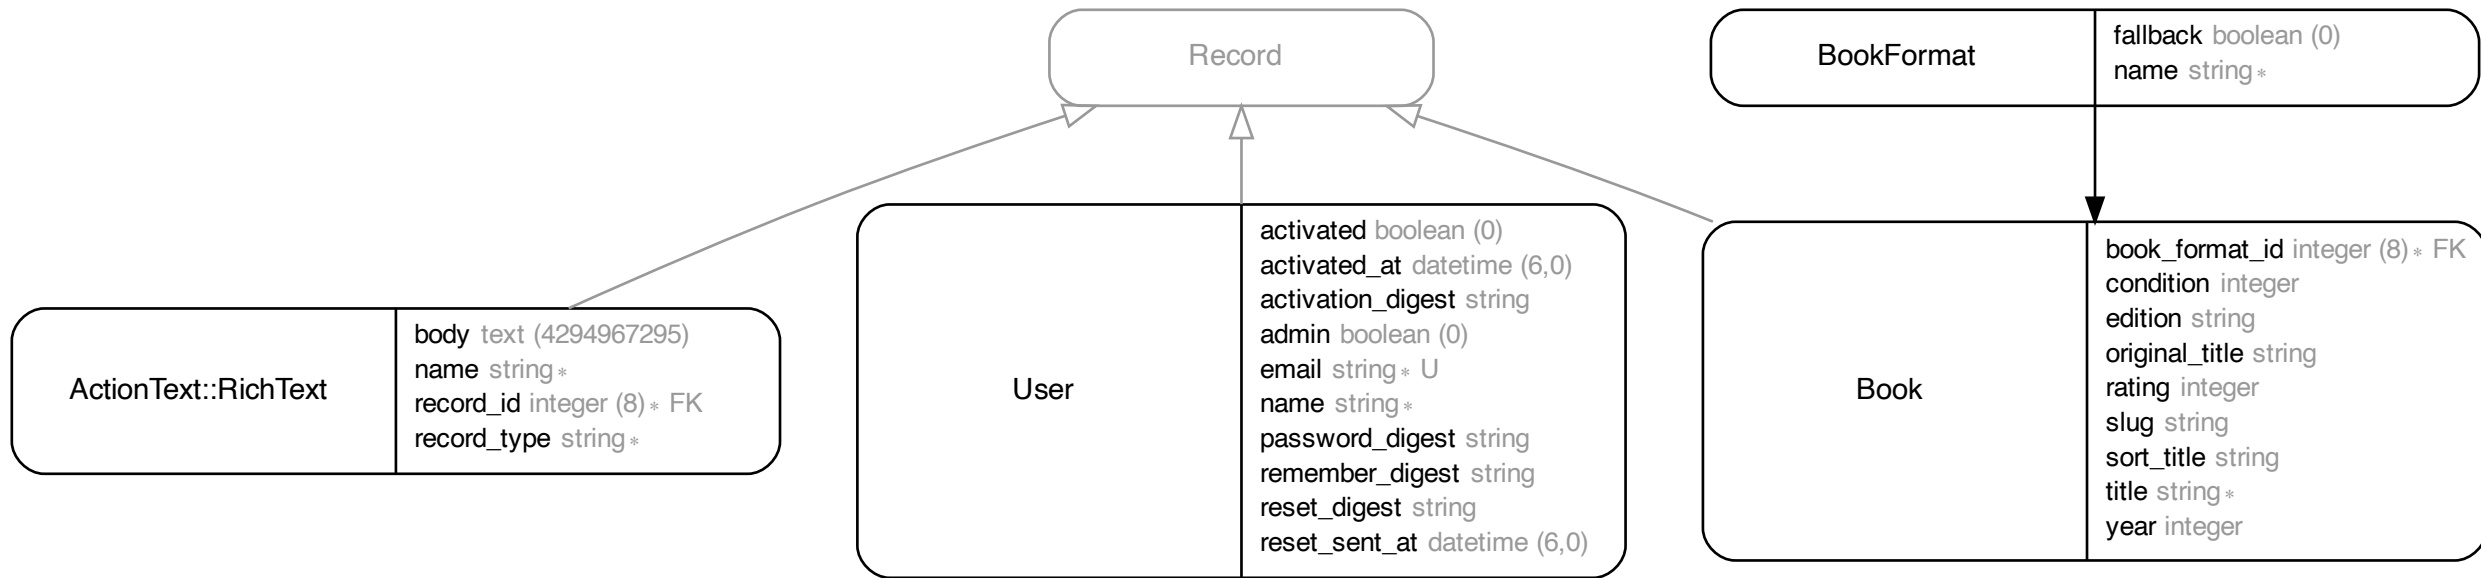 Record
BookFormat
fallback boolean (0)
name string *
ActionText::RichText
body text (4294967295)
name string *
record_id integer (8) * FK
record_type string *
User
activated boolean (0)
activated_at datetime (6,0)
activation_digest string
admin boolean (0)
email string * U
name string *
password_digest string
remember_digest string
reset_digest string
reset_sent_at datetime (6,0)
Book
book_format_id integer (8) * FK
condition integer
edition string
original_title string
rating integer
slug string
sort_title string
title string *
year integer